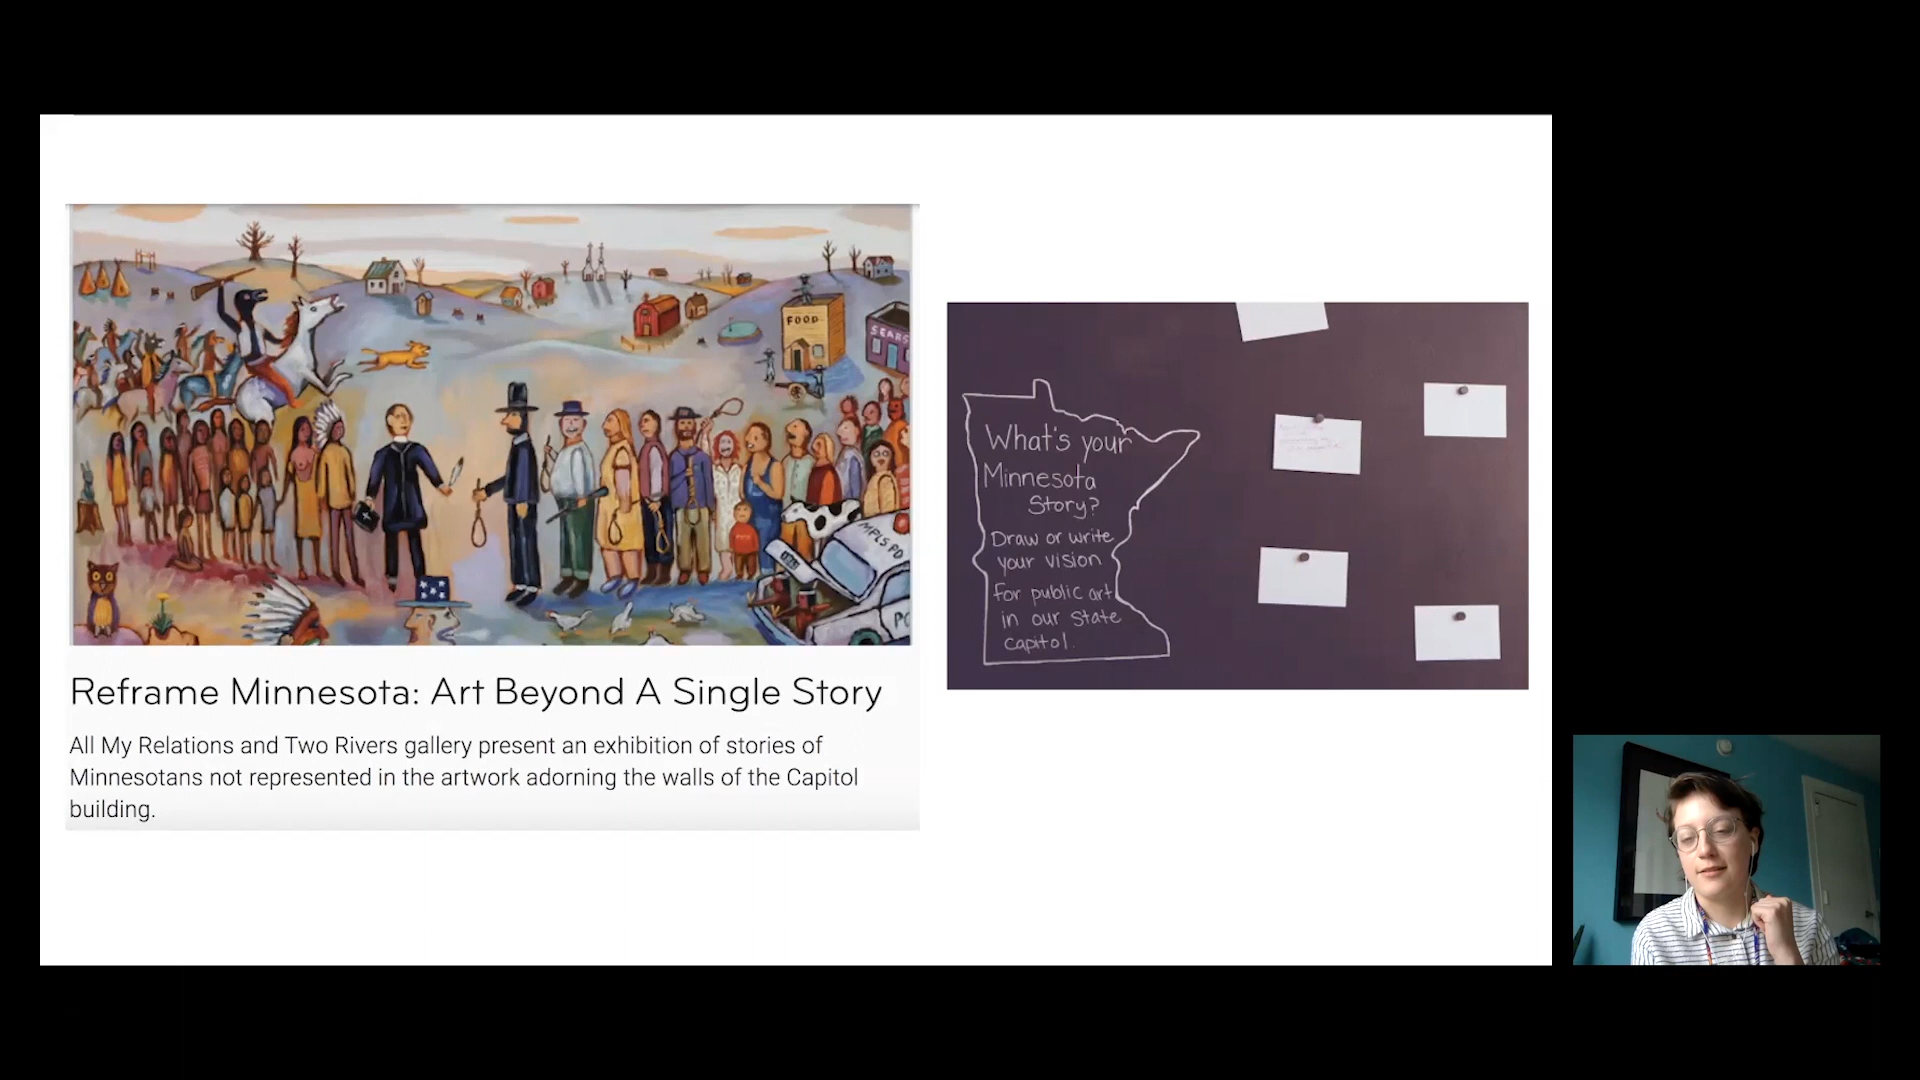 FOOD
SEARS
MPLS PD
Reframe Minnesota: Art Beyond A Single Story
All My Relations and Two Rivers gallery present an exhibition of stories of
Minnesotans not represented in the artwork adorning the walls of the Capitol
building.
What's your
Minnesota
Story?
Draw or write
your vision
for public art
in our State
Capitol.